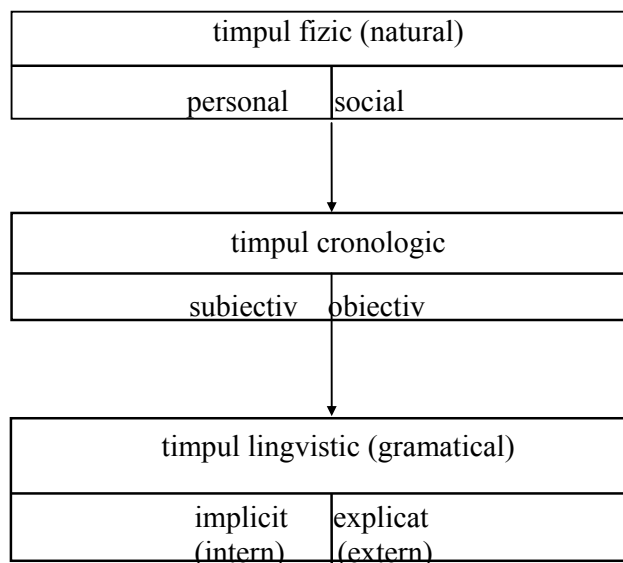 timpul fizic (natural)
personal social
timpul cronologic
subiectiv obiectiv
timpul lingvistic (gramatical)
implicit explicat
(intern) (extern)